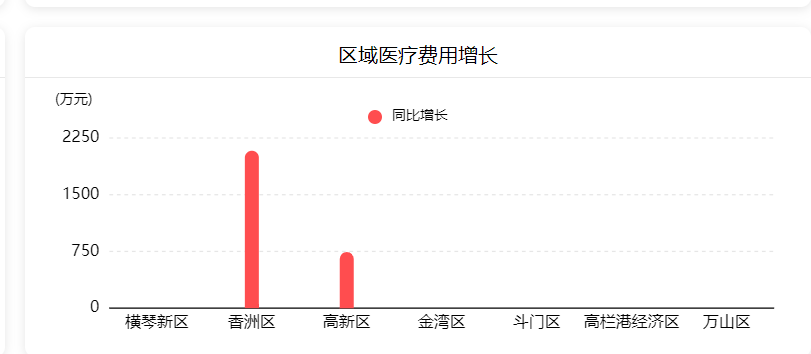 区域医疗费用增长
(万元)
同比增长
2250
1500
750
0
横琴新区 香洲区 高新区 金湾区 斗门区 高栏港经济区 万山区